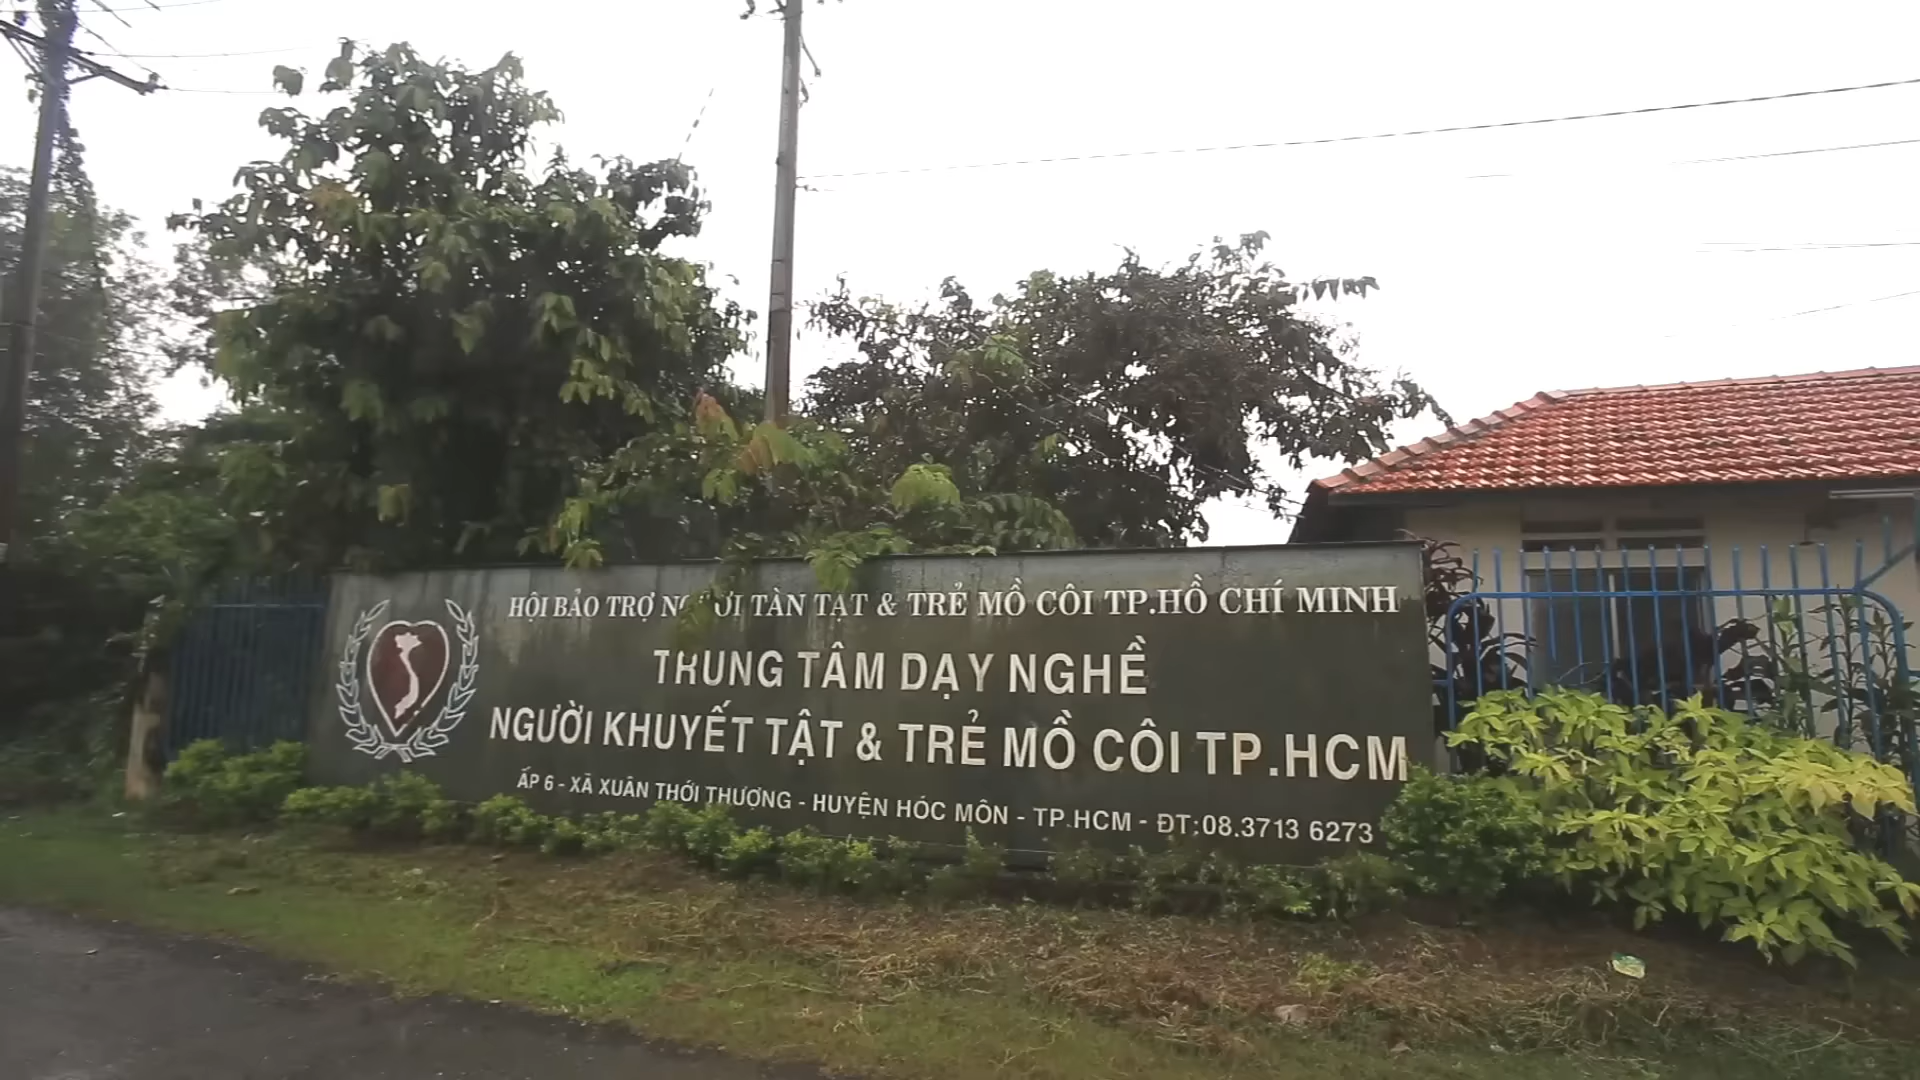 HỘI BẢO TRỢ NGƯỜI TÀN TẬT & TRẺ MỒ CÔI TP.HỒ CHÍ MINH
TRUNG TÂM DẠY NGHỀ
NGƯỜI KHUYẾT TẬT & TRẺ MỒ CÔI TP.HCM
ẤP 6 - XÃ XUÂN THỚI THƯỢNG - HUYỆN HÓC MÔN - TP.HCM - ĐT:08.3713 6273